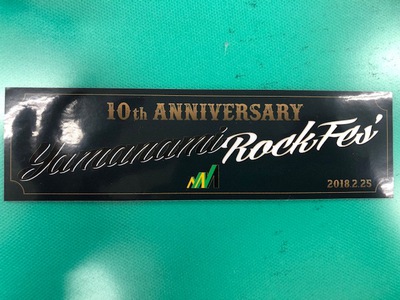 10th ANNIVERSARY
Yamanami RockFes'
2018.2.25